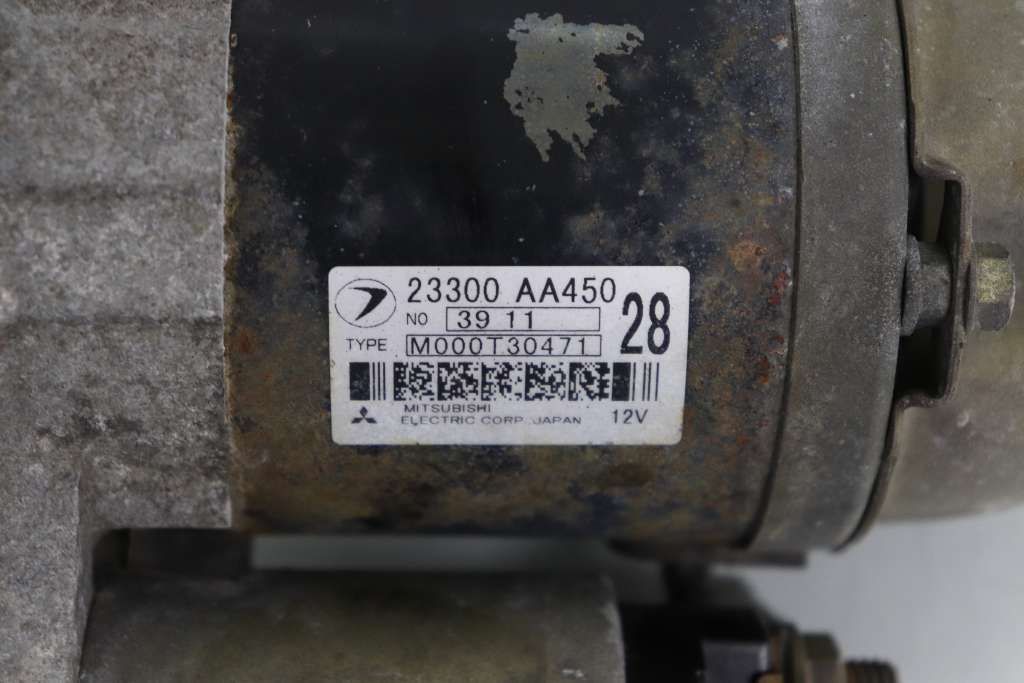 23300 AA450
NO 39 11
28
TYPE M000T30471
MITSUBISHI
ELECTRIC CORP. JAPAN 12V